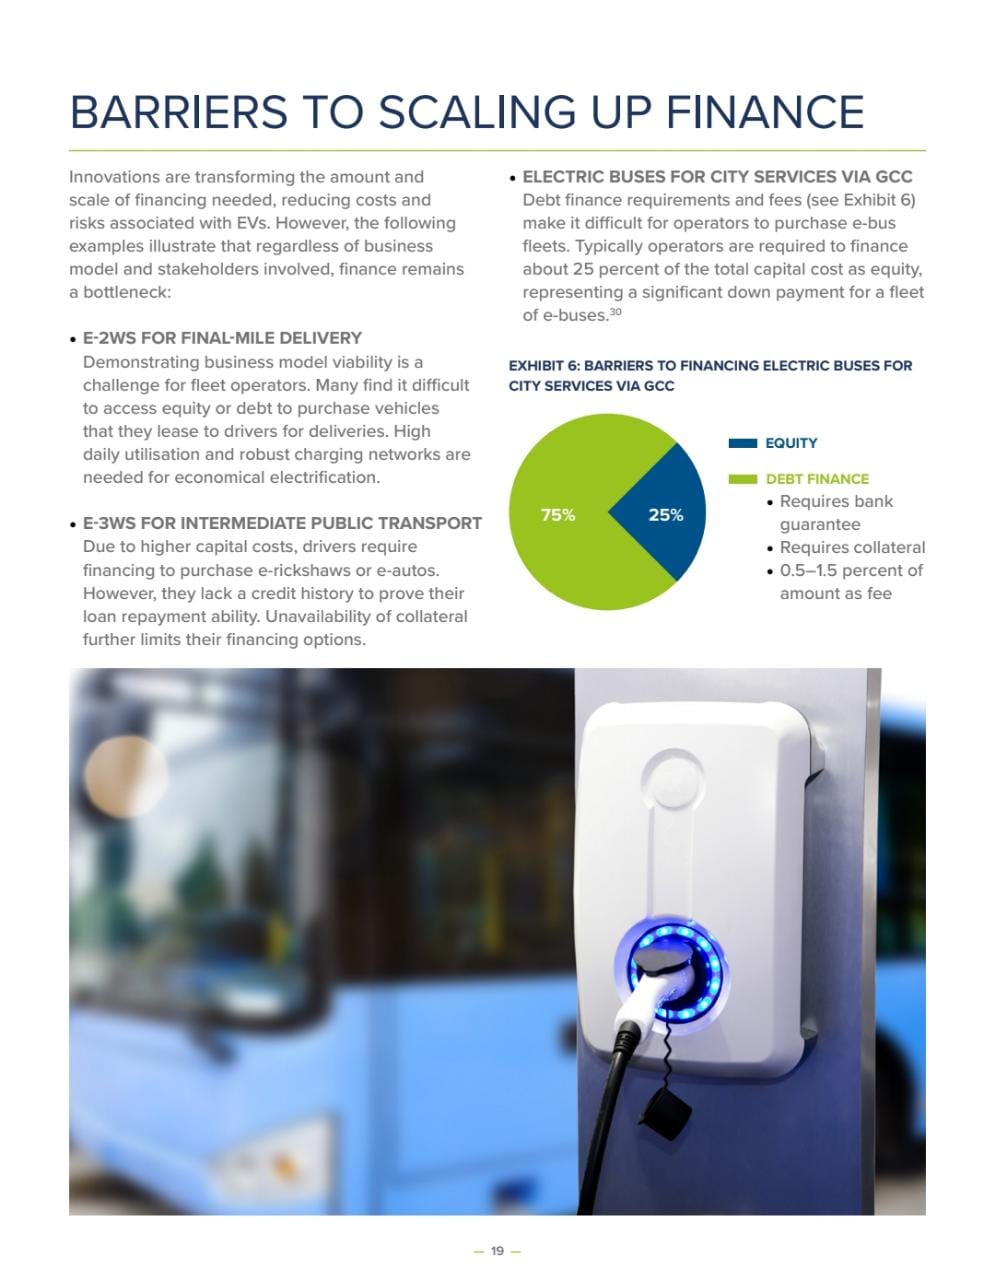 BARRIERS TO SCALING UP FINANCE
Innovations are transforming the amount and
scale of financing needed, reducing costs and
risks associated with EVs. However, the following
examples illustrate that regardless of business
model and stakeholders involved, finance remains
a bottleneck:
• E-2WS FOR FINAL-MILE DELIVERY
Demonstrating business model viability is a
challenge for fleet operators. Many find it difficult
to access equity or debt to purchase vehicles
that they lease to drivers for deliveries. High
daily utilisation and robust charging networks are
needed for economical electrification.
• E-3WS FOR INTERMEDIATE PUBLIC TRANSPORT
Due to higher capital costs, drivers require
financing to purchase e-rickshaws or e-autos.
However, they lack a credit history to prove their
loan repayment ability. Unavailability of collateral
further limits their financing options.
• ELECTRIC BUSES FOR CITY SERVICES VIA GCC
Debt finance requirements and fees (see Exhibit 6)
make it difficult for operators to purchase e-bus
fleets. Typically operators are required to finance
about 25 percent of the total capital cost as equity,
representing a significant down payment for a fleet
of e-buses.³⁰
EXHIBIT 6: BARRIERS TO FINANCING ELECTRIC BUSES FOR
CITY SERVICES VIA GCC
75%
25%
EQUITY
DEBT FINANCE
• Requires bank
guarantee
• Requires collateral
• 0.5–1.5 percent of
amount as fee
— 19 —